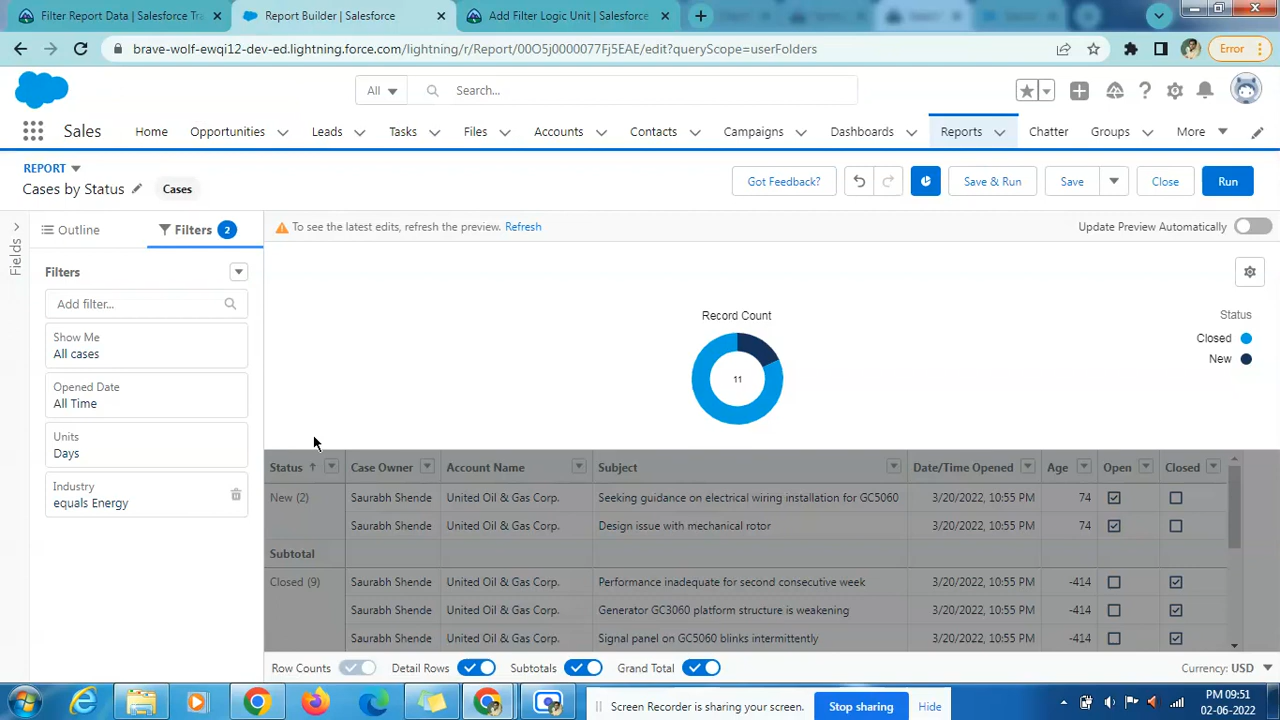 Filter Report Data | Salesforce Tra
Report Builder | Salesforce
Add Filter Logic Unit | Salesforce
brave-wolf-ewqi12-dev-ed.lightning.force.com/lightning/r/Report/00O5j0000077Fj5EAE/edit?queryScope=userFolders
Error
All
Search...
Sales
Home
Opportunities
Leads
Tasks
Files
Accounts
Contacts
Campaigns
Dashboards
Reports
Chatter
Groups
More
REPORT
Cases by Status
Cases
Got Feedback?
Save & Run
Save
Close
Run
Fields
Outline
Filters 2
To see the latest edits, refresh the preview. Refresh
Update Preview Automatically
Filters
Add filter...
Show Me
All cases
Opened Date
All Time
Units
Days
Industry
equals Energy
Record Count
11
Status
Closed
New
Status Case Owner Account Name Subject Date/Time Opened Age Open Closed
New (2) Saurabh Shende United Oil & Gas Corp. Seeking guidance on electrical wiring installation for GC5060 3/20/2022, 10:55 PM 74
Saurabh Shende United Oil & Gas Corp. Design issue with mechanical rotor 3/20/2022, 10:55 PM 74
Subtotal
Closed (9) Saurabh Shende United Oil & Gas Corp. Performance inadequate for second consecutive week 3/20/2022, 10:55 PM -414
Saurabh Shende United Oil & Gas Corp. Generator GC3060 platform structure is weakening 3/20/2022, 10:55 PM -414
Saurabh Shende United Oil & Gas Corp. Signal panel on GC5060 blinks intermittently 3/20/2022, 10:55 PM -414
Row Counts
Detail Rows
Subtotals
Grand Total
Currency: USD
Screen Recorder is sharing your screen.
Stop sharing
Hide
PM 09:51
02-06-2022